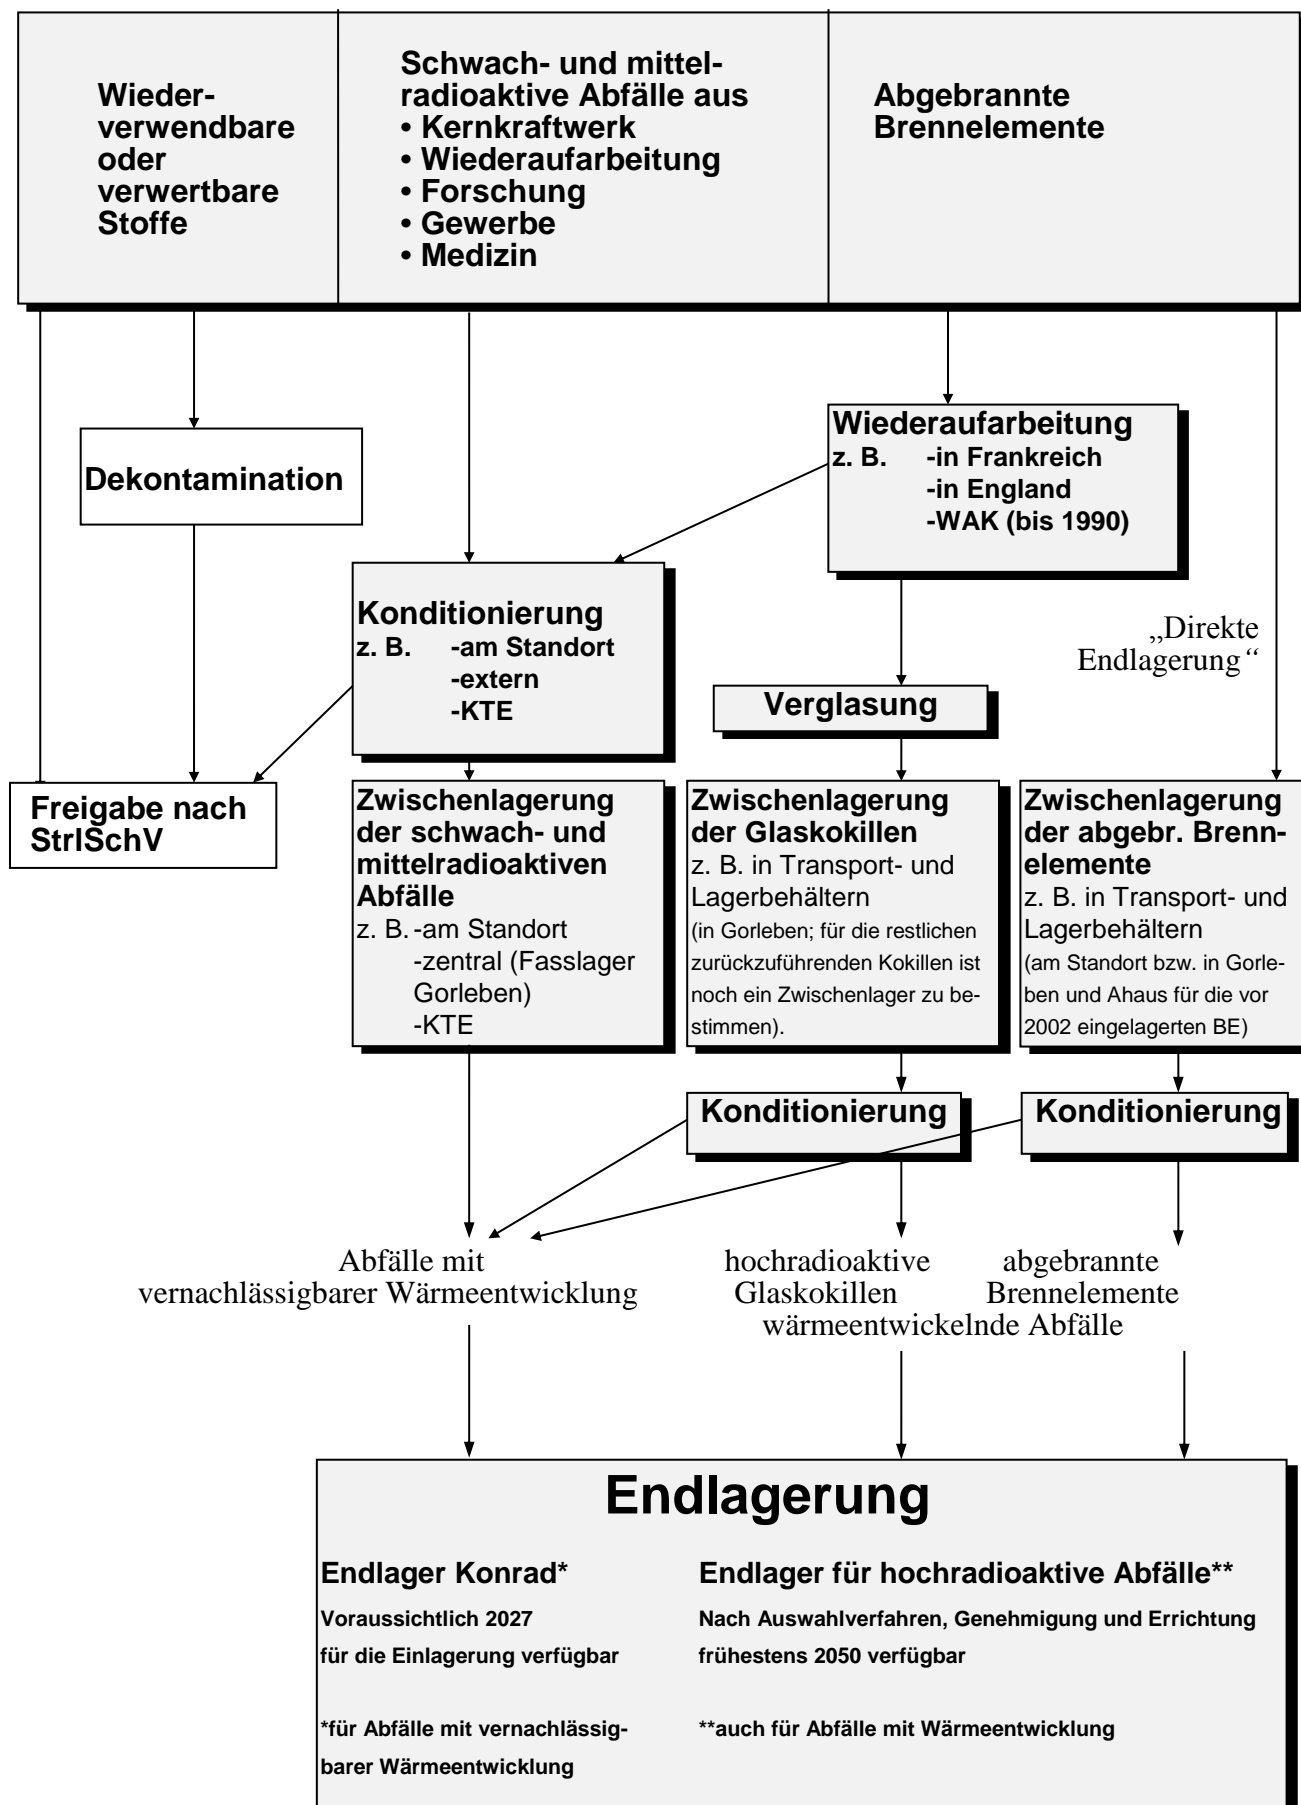 Wieder-
verwendbare
oder
verwertbare
Stoffe
Schwach- und mittel-
radioaktive Abfälle aus
• Kernkraftwerk
• Wiederaufarbeitung
• Forschung
• Gewerbe
• Medizin
Abgebrannte
Brennelemente
Dekontamination
Wiederaufarbeitung
z. B. -in Frankreich
-in England
-WAK (bis 1990)
Konditionierung
z. B. -am Standort
-extern
-KTE
„Direkte
Endlagerung“
Verglasung
Freigabe nach
StrlSchV
Zwischenlagerung
der schwach- und
mittelradioaktiven
Abfälle
z. B. -am Standort
-zentral (Fasslager
Gorleben)
-KTE
Zwischenlagerung
der Glaskokillen
z. B. in Transport- und
Lagerbehältern
(in Gorleben; für die restlichen
zurückzuführenden Kokillen ist
noch ein Zwischenlager zu be-
stimmen).
Zwischenlagerung
der abgebr. Brenn-
elemente
z. B. in Transport- und
Lagerbehältern
(am Standort bzw. in Gorle-
ben und Ahaus für die vor
2002 eingelagerten BE)
Konditionierung
Konditionierung
Abfälle mit
vernachlässigbarer Wärmeentwicklung
hochradioaktive
Glaskokillen
abgebrannte
Brennelemente
wärmeentwickelnde Abfälle
Endlagerung
Endlager Konrad*
Voraussichtlich 2027
für die Einlagerung verfügbar
*für Abfälle mit vernachlässig-
barer Wärmeentwicklung
Endlager für hochradioaktive Abfälle**
Nach Auswahlverfahren, Genehmigung und Errichtung
frühestens 2050 verfügbar
**auch für Abfälle mit Wärmeentwicklung